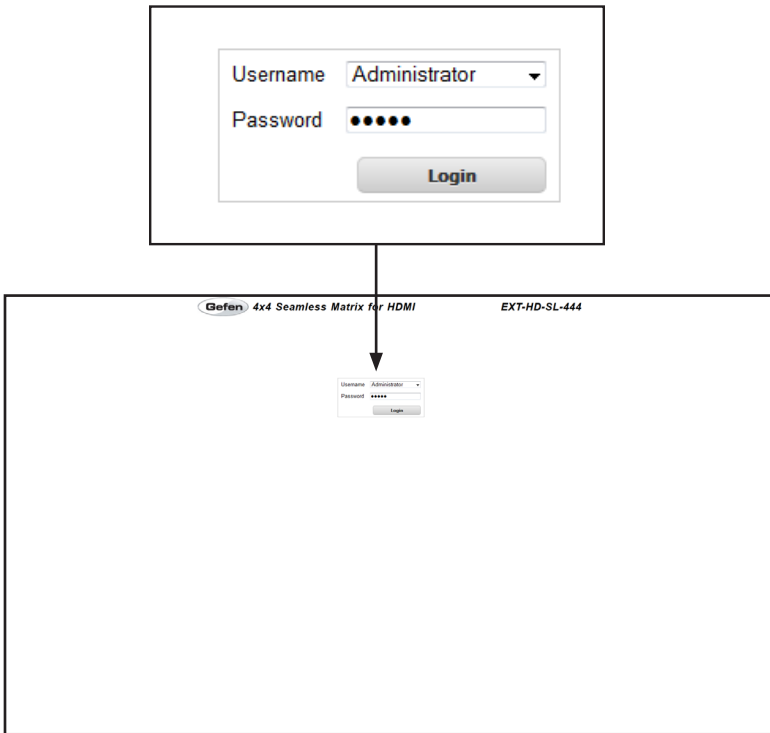 Username Administrator
Password •••••
Login
Gefen 4x4 Seamless Matrix for HDMI EXT-HD-SL-444
Username Administrator
Password •••••
Login